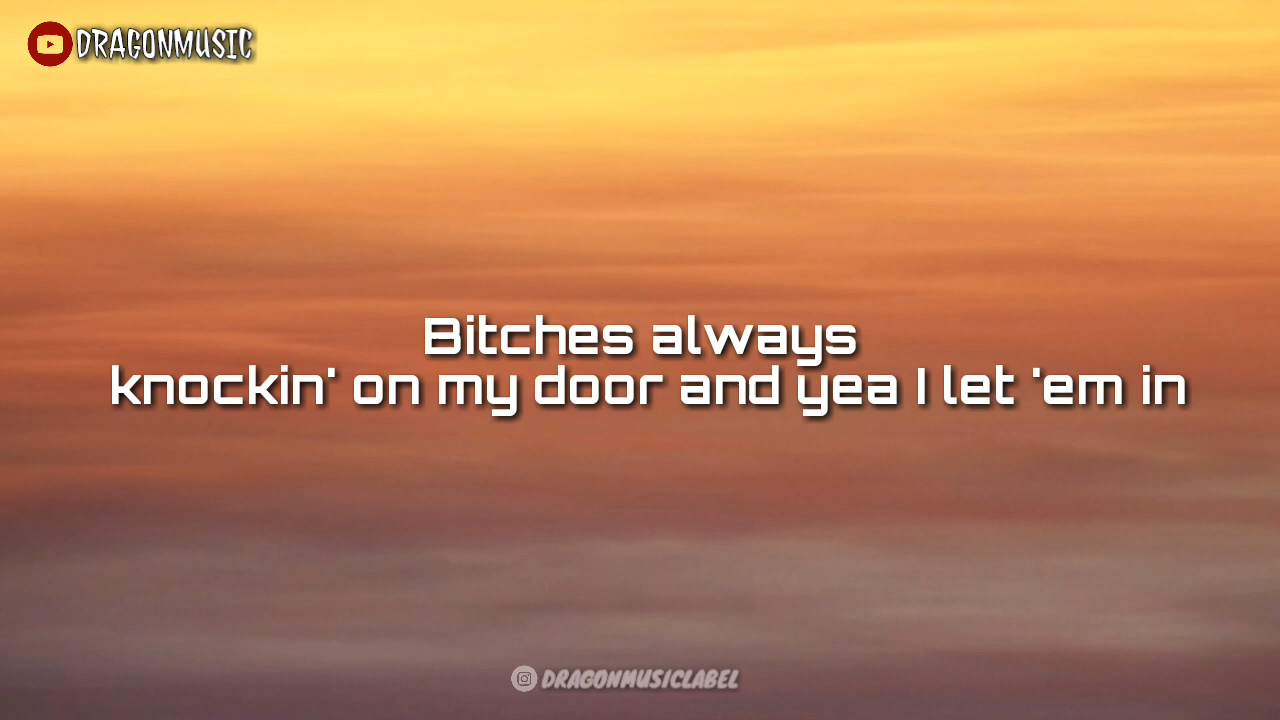 DRAGONMUSIC
Bitches always
knockin' on my door and yea I let 'em in
DRAGONMUSICLABEL